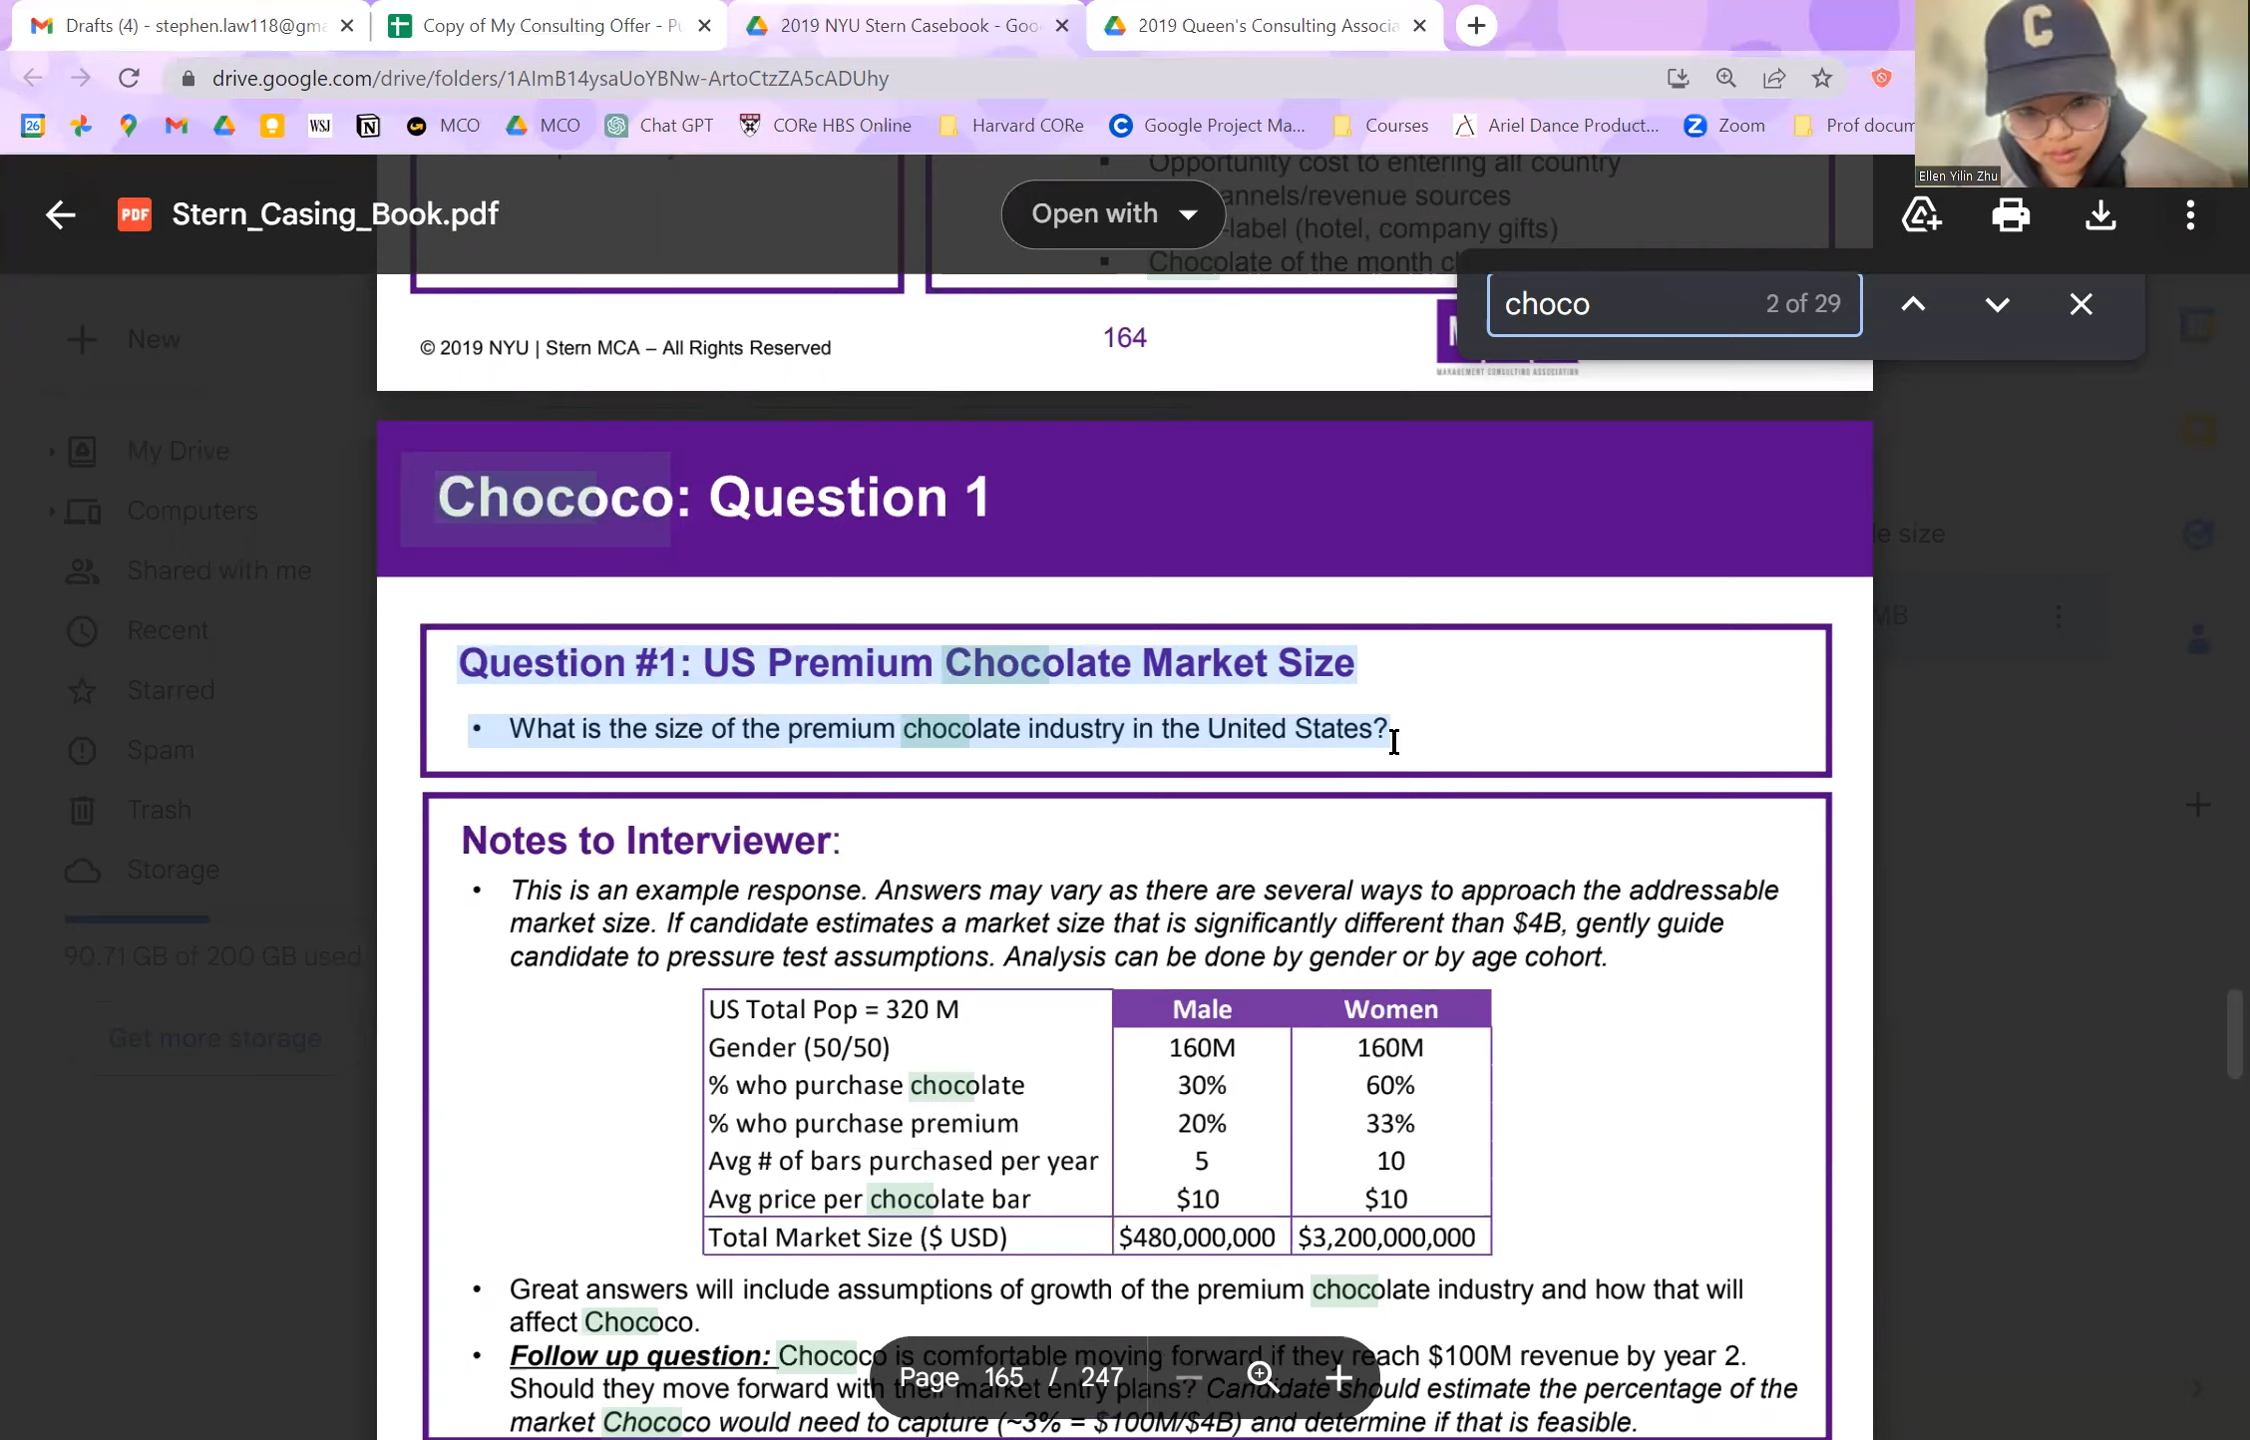 Drafts (4) - stephen.law118@gma
Copy of My Consulting Offer - Pu
2019 NYU Stern Casebook - Goo
2019 Queen's Consulting Associa
drive.google.com/drive/folders/1AImB14ysaUoYBNw-ArtoCtzZA5cADUhy
26
WSJ
MCO
MCO
Chat GPT
CORe HBS Online
Harvard CORe
Google Project Ma...
Courses
Ariel Dance Product...
Zoom
Prof docum
C
Ellen Yilin Zhu
PDF
Stern_Casing_Book.pdf
Open with
Opportunity cost to entering all country
annels/revenue sources
-label (hotel, company gifts)
Chocolate of the month c
choco
2 of 29
© 2019 NYU | Stern MCA – All Rights Reserved
164
MANAGEMENT CONSULTING ASSOCIATION
New
My Drive
Computers
Shared with me
Recent
Starred
Spam
Trash
Storage
90.71 GB of 200 GB used
Get more storage
le size
MB
Chococo: Question 1
Question #1: US Premium Chocolate Market Size
• What is the size of the premium chocolate industry in the United States?
Notes to Interviewer:
• This is an example response. Answers may vary as there are several ways to approach the addressable
market size. If candidate estimates a market size that is significantly different than $4B, gently guide
candidate to pressure test assumptions. Analysis can be done by gender or by age cohort.
US Total Pop = 320 M Male Women
Gender (50/50) 160M 160M
% who purchase chocolate 30% 60%
% who purchase premium 20% 33%
Avg # of bars purchased per year 5 10
Avg price per chocolate bar $10 $10
Total Market Size ($ USD) $480,000,000 $3,200,000,000
• Great answers will include assumptions of growth of the premium chocolate industry and how that will
affect Chococo.
• Follow up question: Chococo is comfortable moving forward if they reach $100M revenue by year 2.
Should they move forward with their market entry plans? Candidate should estimate the percentage of the
market Chococo would need to capture (~3% = $100M/$4B) and determine if that is feasible.
Page 165 / 247